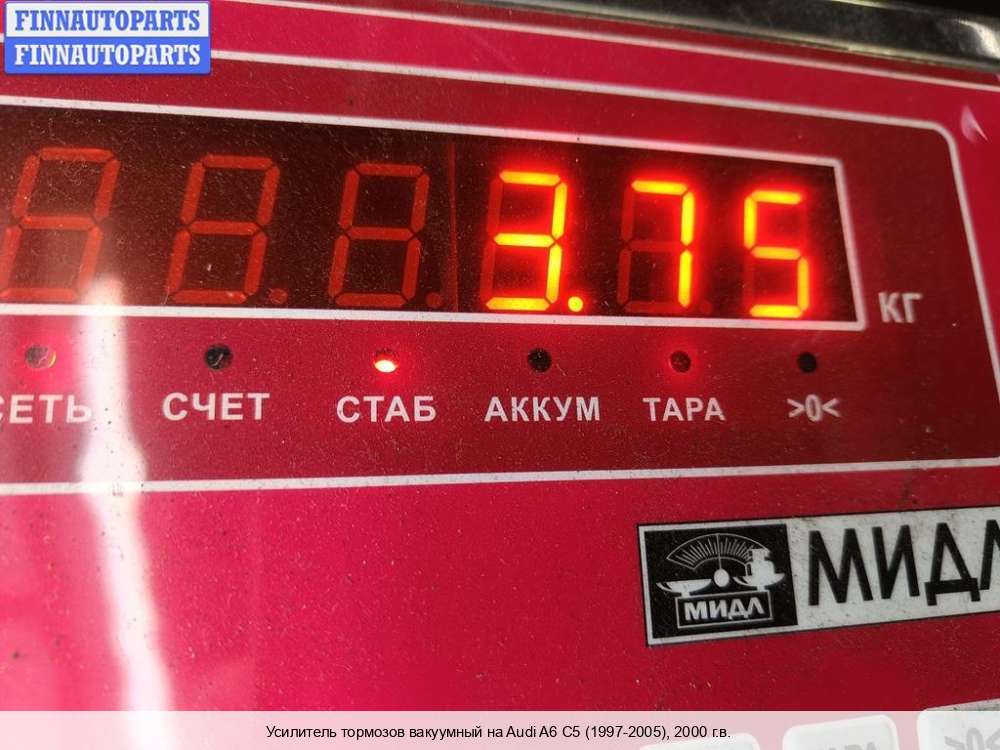 FINNAUTOPARTS
FINNAUTOPARTS
3.75
КГ
СЕТЬ СЧЕТ СТАБ АККУМ ТАРА >0<
МИДЛ
МИДЛ
Усилитель тормозов вакуумный на Audi A6 C5 (1997-2005), 2000 г.в.